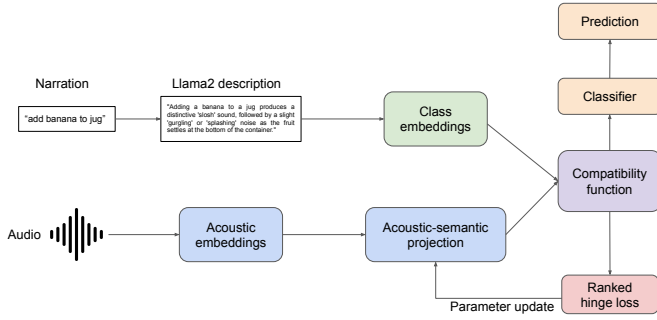 Prediction
Narration
Llama2 description
Classifier
"add banana to jug"
"Adding a banana to a jug produces a
distinctive 'slosh' sound, followed by a slight
'gurgling' or 'splashing' noise as the fruit
settles at the bottom of the container."
Class
embeddings
Compatibility
function
Audio
Acoustic
embeddings
Acoustic-semantic
projection
Ranked
hinge loss
Parameter update